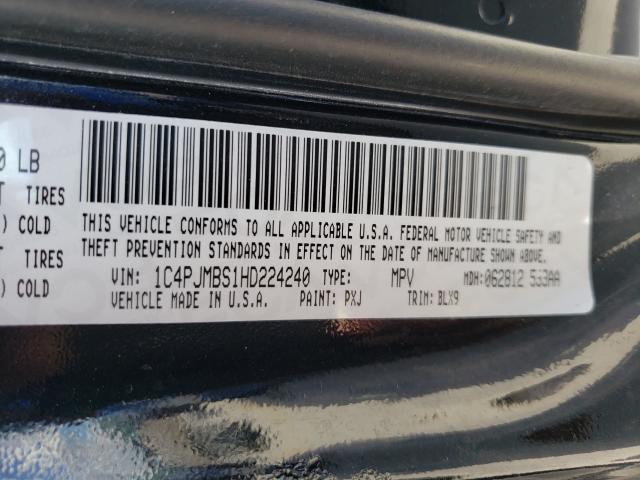 0 LB
T TIRES
) COLD
T TIRES
) COLD
THIS VEHICLE CONFORMS TO ALL APPLICABLE U.S.A. FEDERAL MOTOR VEHICLE SAFETY AND
THEFT PREVENTION STANDARDS IN EFFECT ON THE DATE OF MANUFACTURE SHOWN ABOVE.
VIN: 1C4PJMBS1HD224240 TYPE: MPV MDH: 062812 533AA
VEHICLE MADE IN U.S.A. PAINT: PXJ TRIM: BLX9